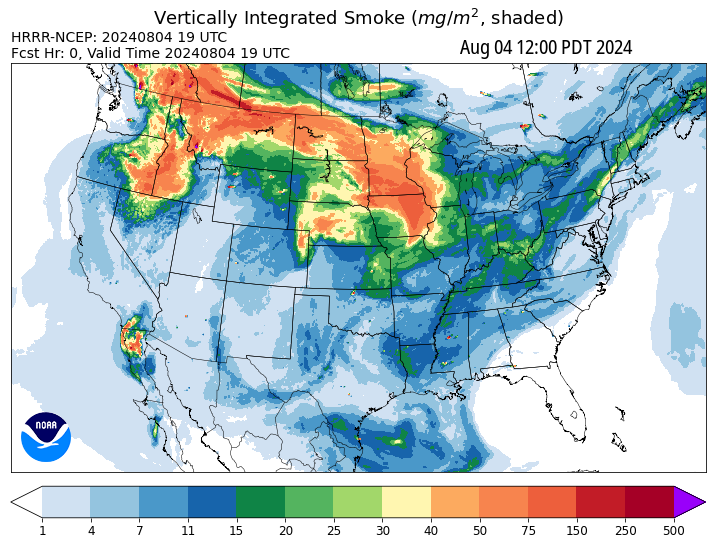 Vertically Integrated Smoke (mg/m², shaded)
HRRR-NCEP: 20240804 19 UTC
Fcst Hr: 0, Valid Time 20240804 19 UTC
Aug 04 12:00 PDT 2024
NOAA
1 4 7 11 15 20 25 30 40 50 75 150 250 500